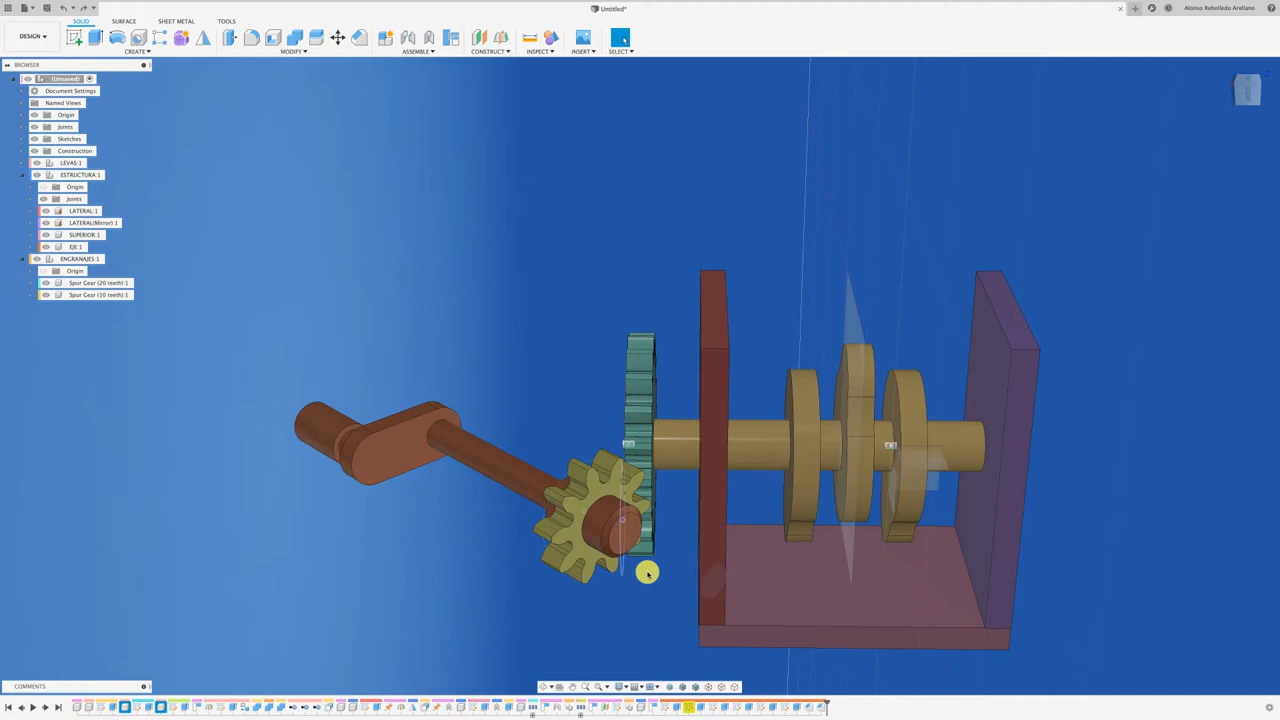 Untitled*
Alonso Rebolledo Arellano
SOLID
SURFACE
SHEET METAL
TOOLS
DESIGN
CREATE
MODIFY
ASSEMBLE
CONSTRUCT
INSPECT
INSERT
SELECT
BROWSER
(Unsaved)
Document Settings
Named Views
Origin
Joints
Sketches
Construction
LEVAS:1
ESTRUCTURA:1
Origin
Joints
LATERAL:1
LATERAL(Mirror):1
SUPERIOR:1
EJE:1
ENGRANAJES:1
Origin
Spur Gear (20 teeth):1
Spur Gear (10 teeth):1
COMMENTS